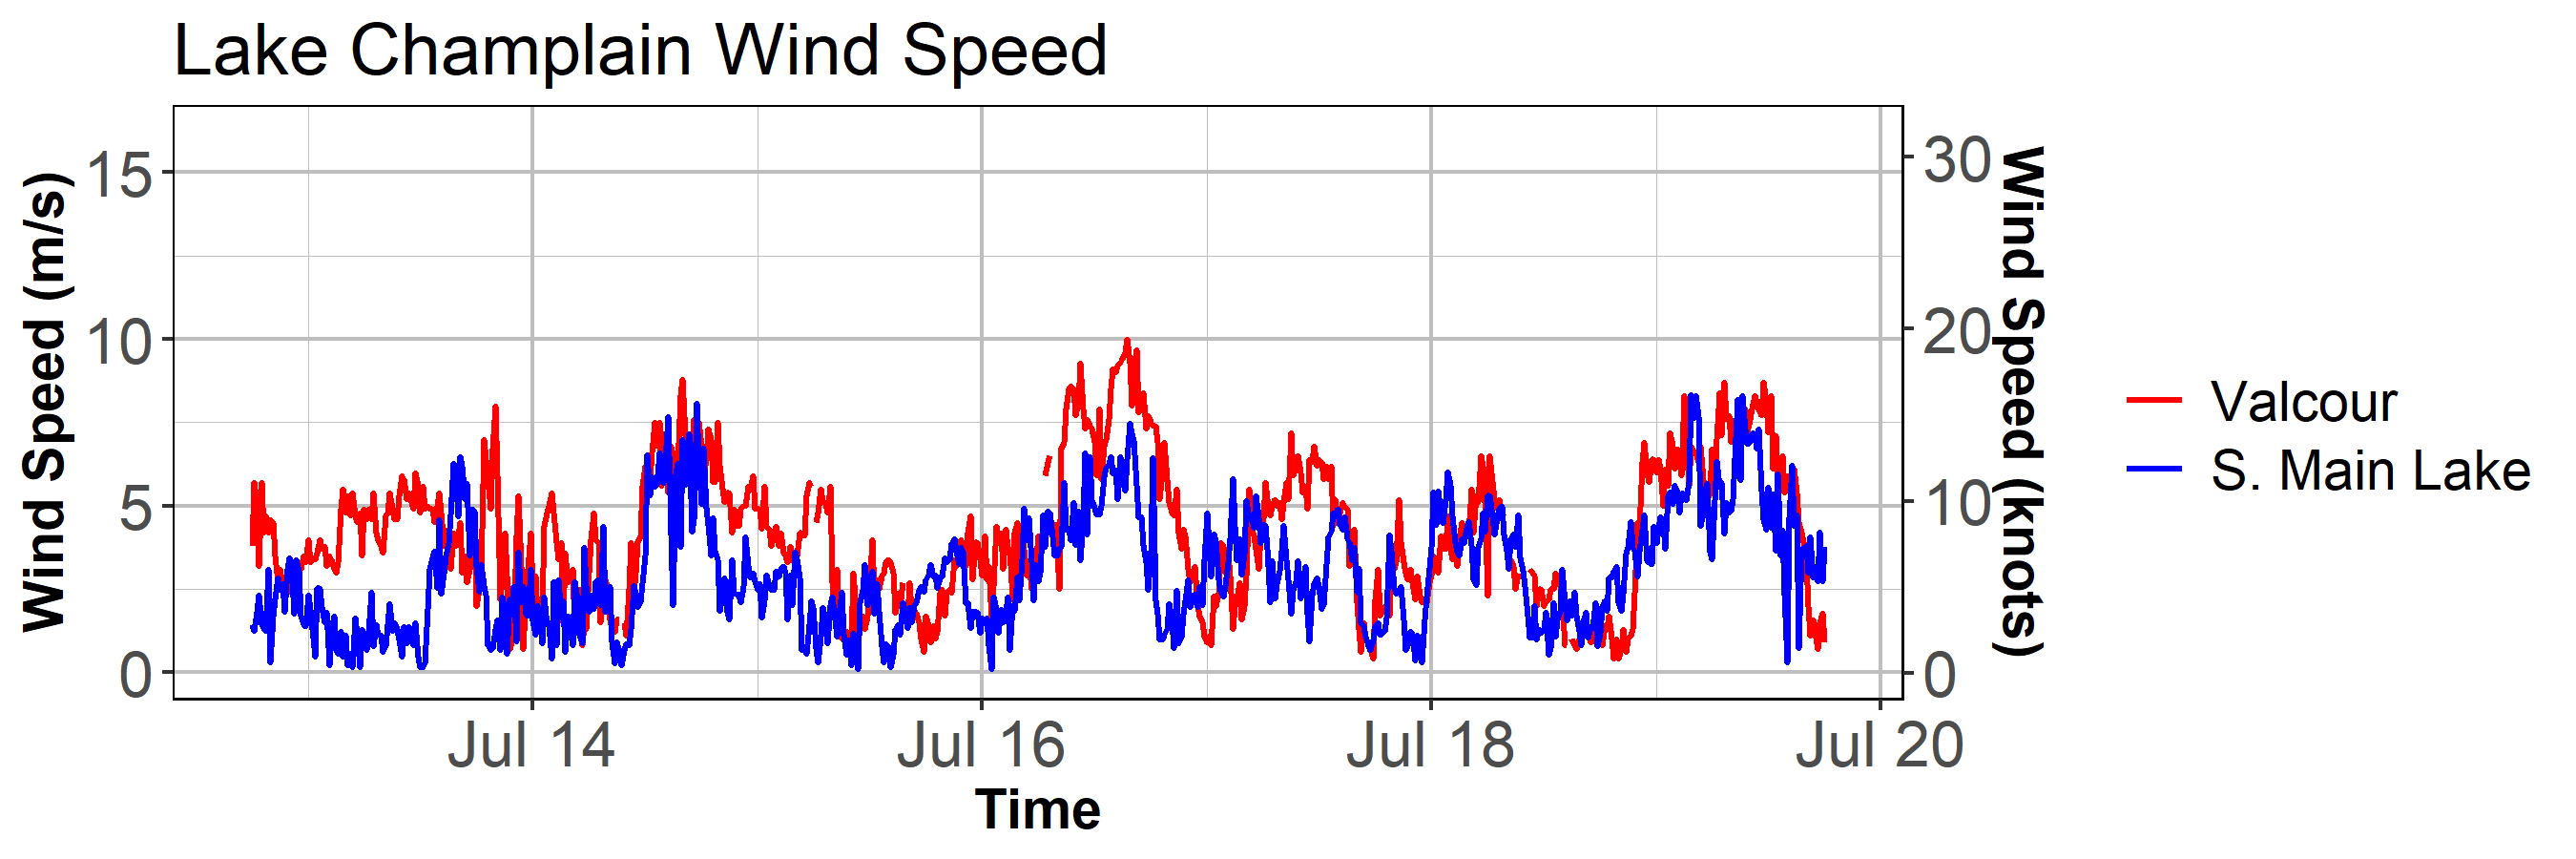 Lake Champlain Wind Speed
Wind Speed (m/s)
15
10
5
0
30
20
10
0
Wind Speed (knots)
Jul 14
Jul 16
Jul 18
Jul 20
Time
Valcour
S. Main Lake